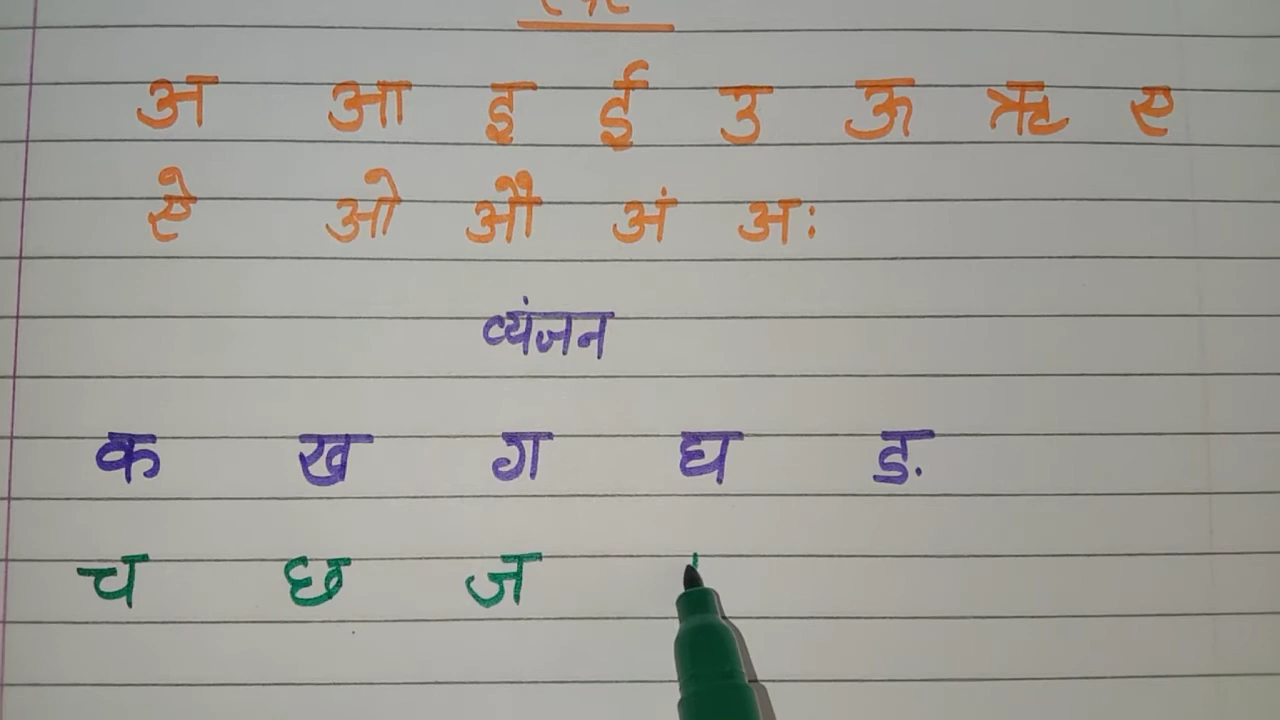 अ आ इ ई उ ऊ ऋ ए
ऐ ओ औ अं अः
व्यंजन
क ख ग घ ङ
च छ ज